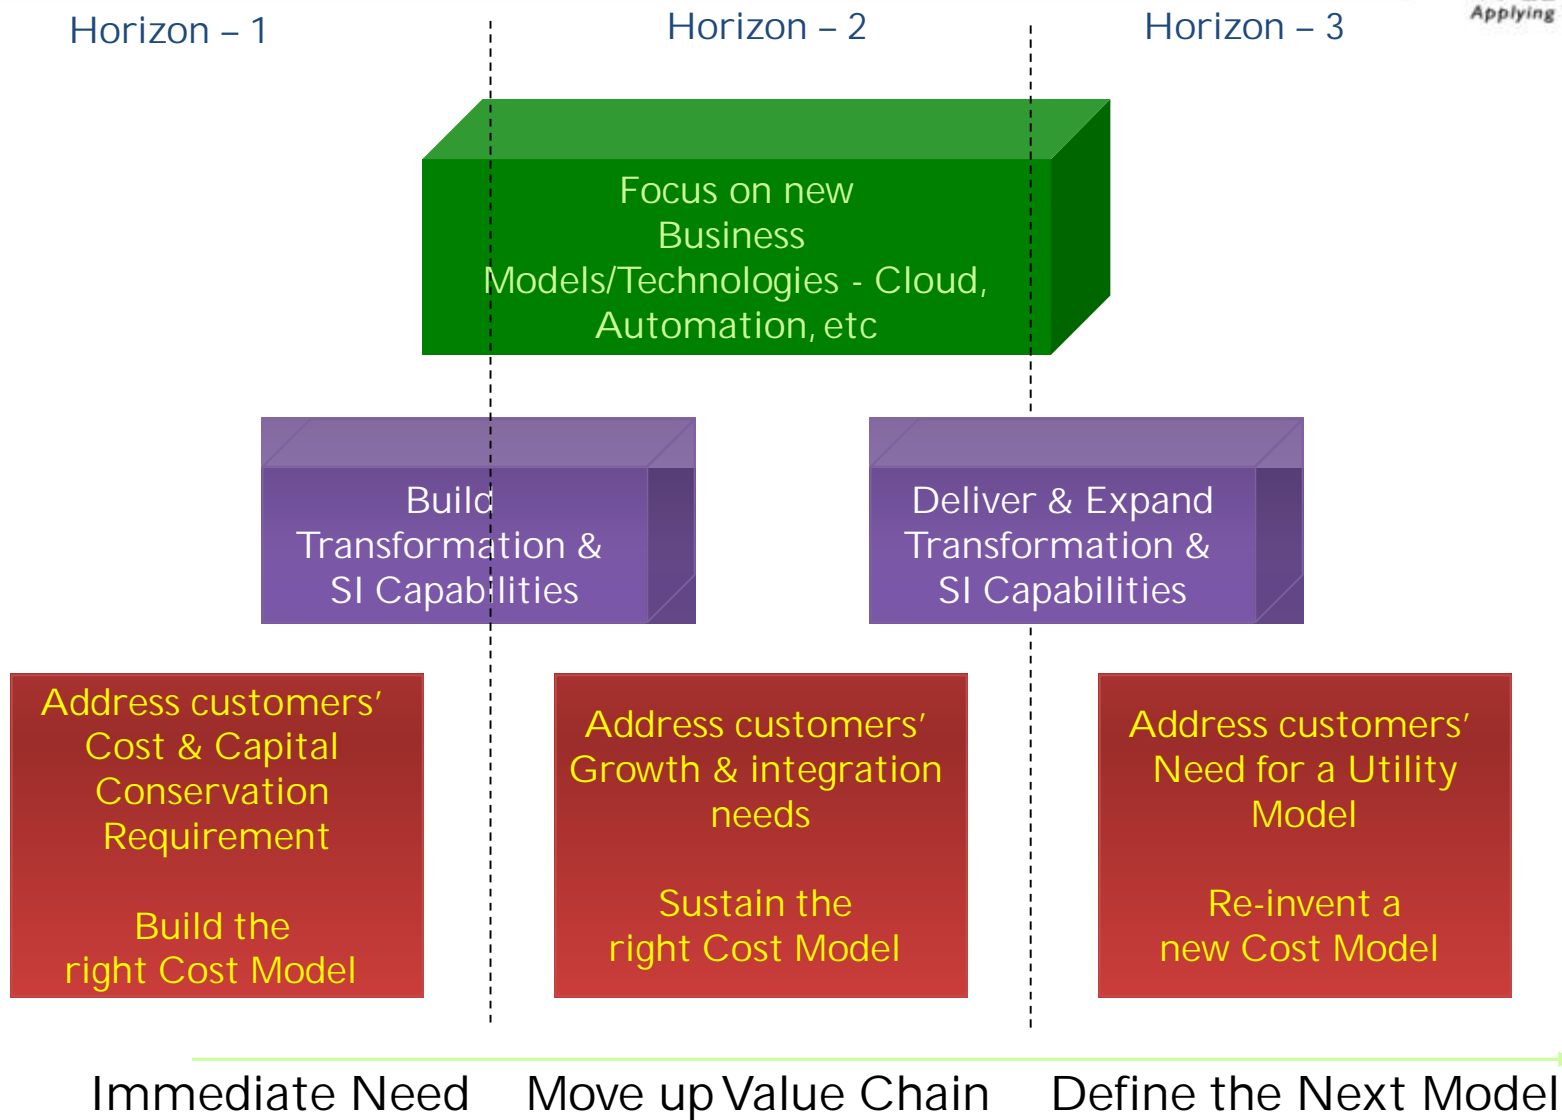 Applying
Horizon – 1
Horizon – 2
Horizon – 3
Focus on new
Business
Models/Technologies - Cloud,
Automation, etc
Build
Transformation &
SI Capabilities
Deliver & Expand
Transformation &
SI Capabilities
Address customers’
Cost & Capital
Conservation
Requirement
Build the
right Cost Model
Address customers’
Growth & integration
needs
Sustain the
right Cost Model
Address customers’
Need for a Utility
Model
Re-invent a
new Cost Model
Immediate Need
Move up Value Chain
Define the Next Model